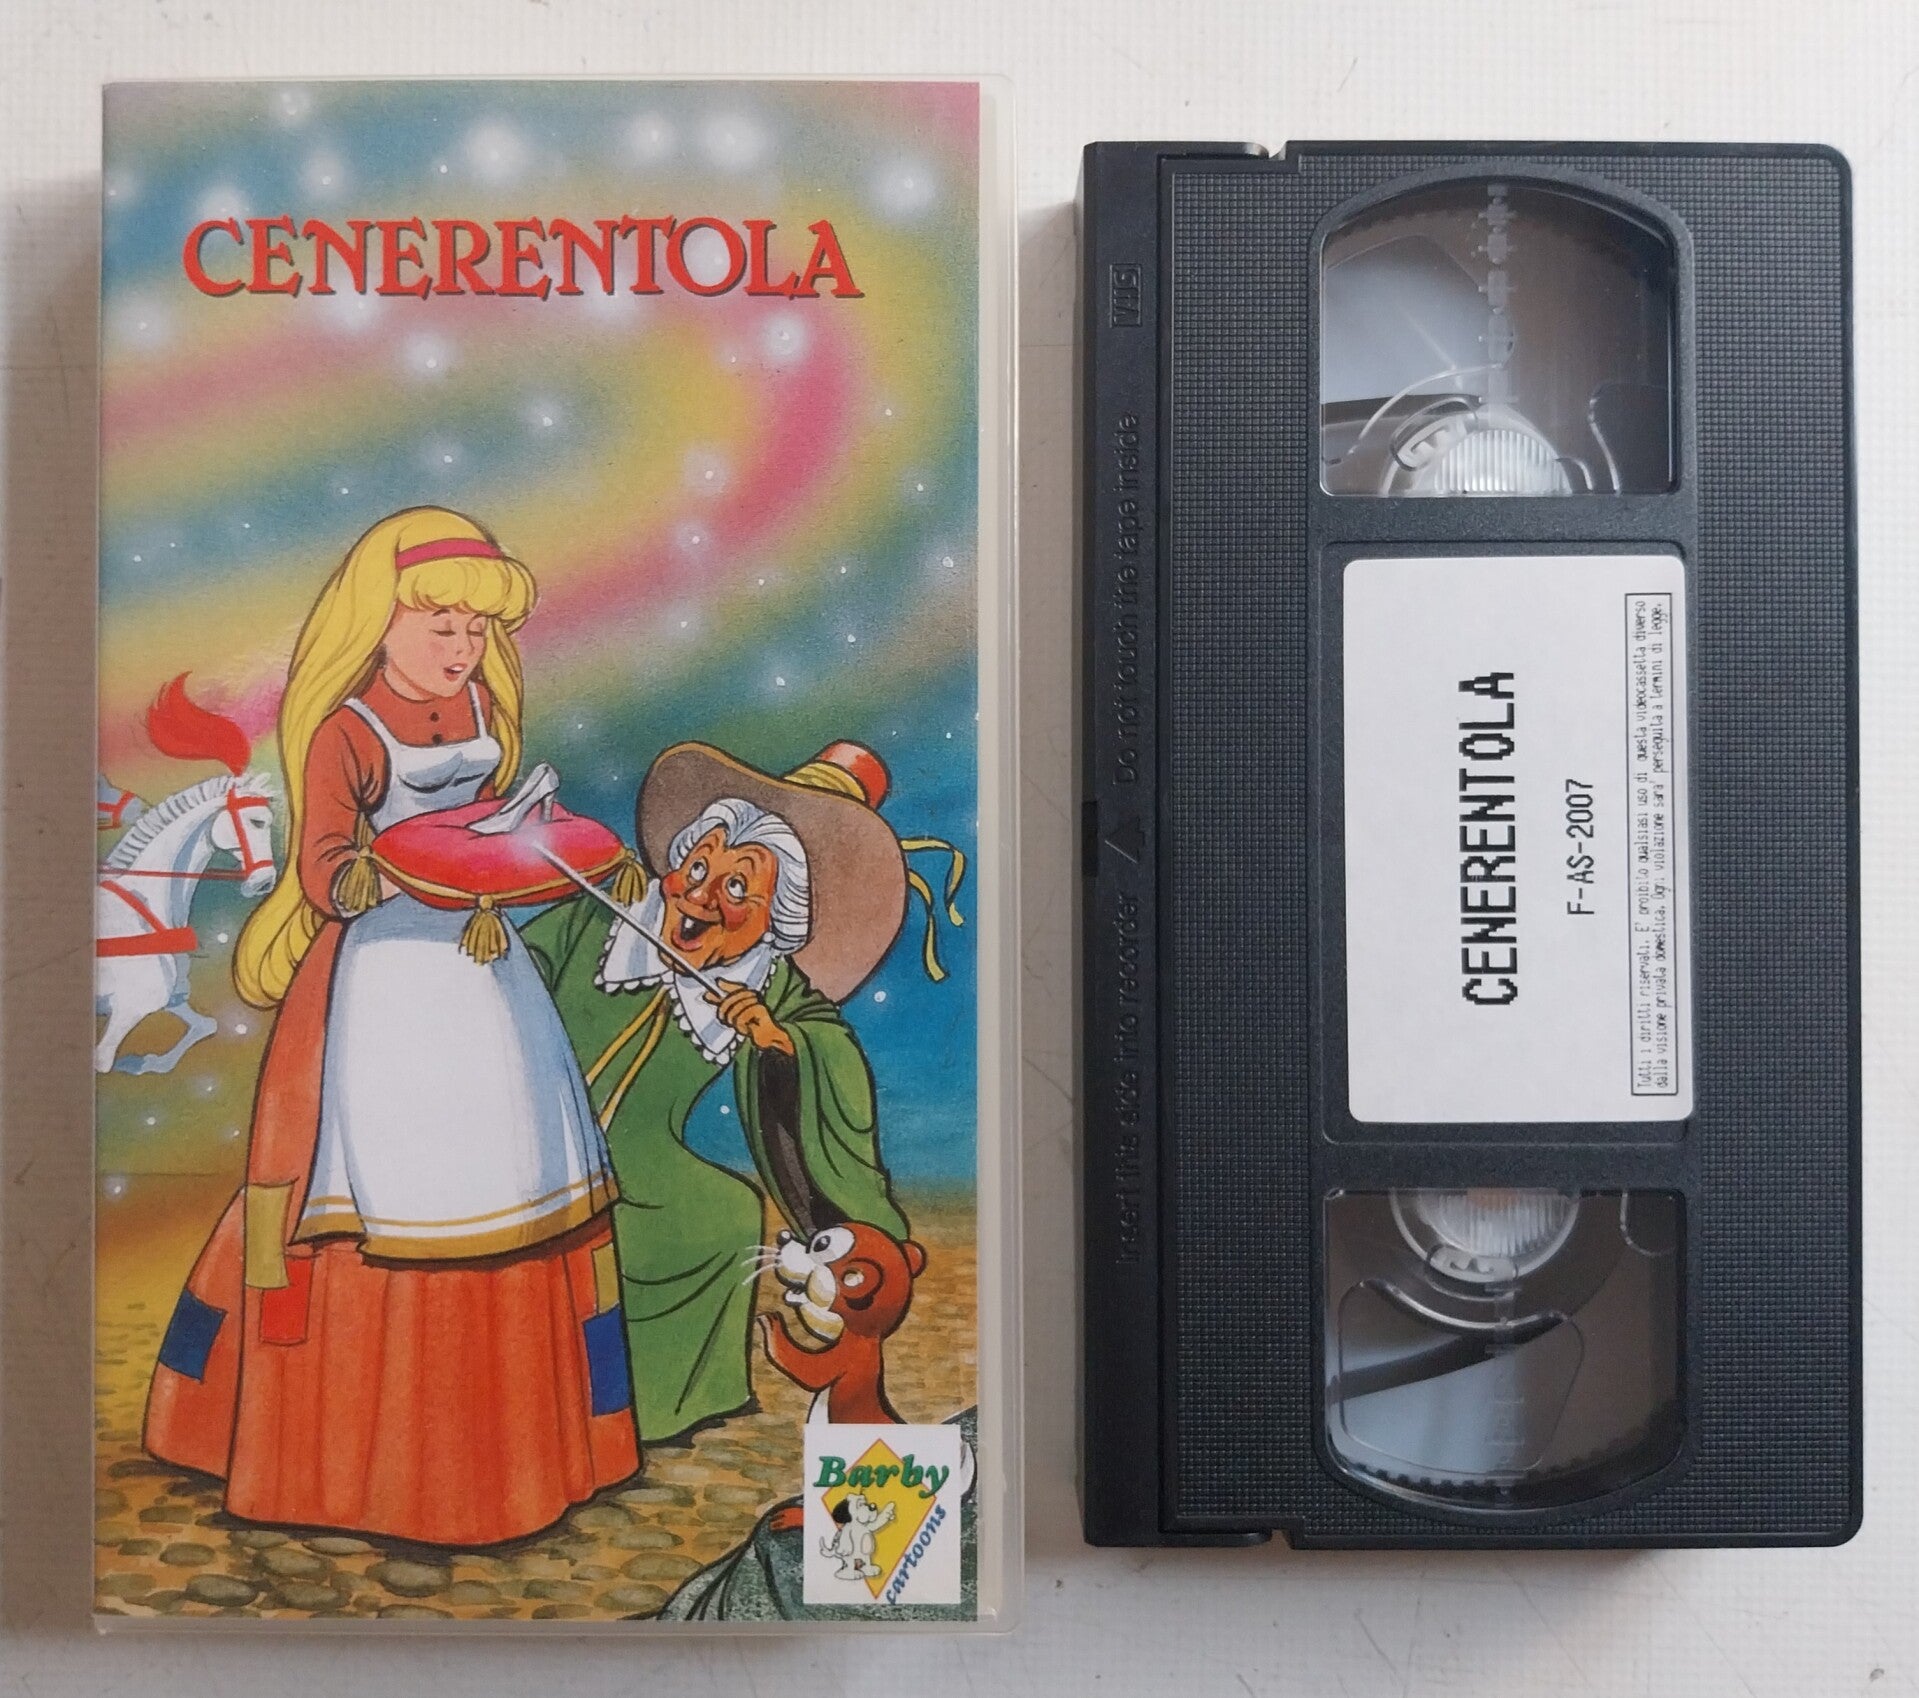 CENERENTOLA
Barby
cartoons
VHS
Do not touch the tape inside
Insert this side into recorder
CENERENTOLA
F-AS-2007
Tutti i diritti riservati. E' proibito qualsiasi uso di questa videocassetta diverso
dalla visione privata domestica. Ogni violazione sara' perseguita a termini di legge.